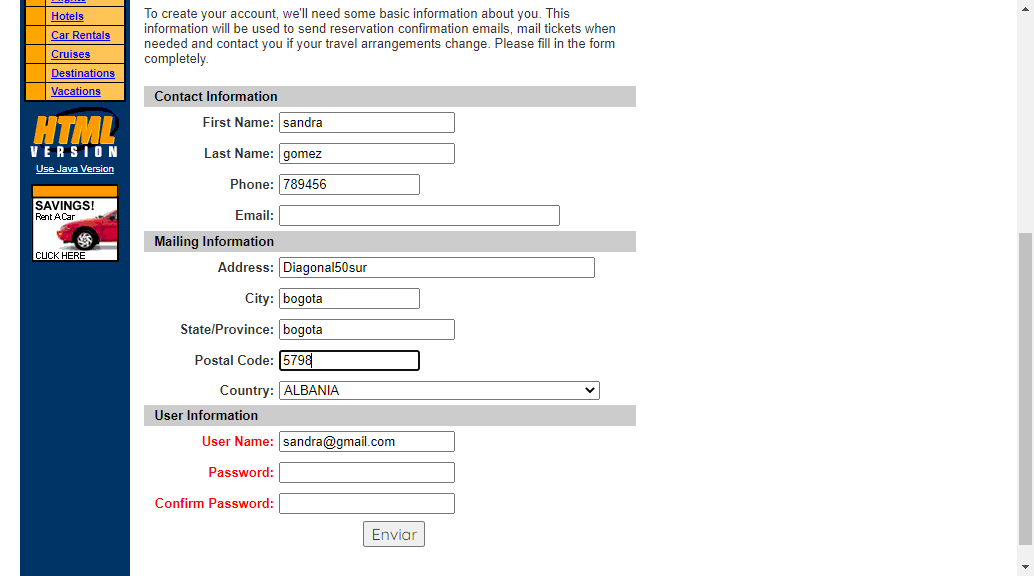 Flights
Hotels
Car Rentals
Cruises
Destinations
Vacations
HTML
VERSION
Use Java Version
SAVINGS!
Rent A Car
CLICK HERE
To create your account, we'll need some basic information about you. This
information will be used to send reservation confirmation emails, mail tickets when
needed and contact you if your travel arrangements change. Please fill in the form
completely.
Contact Information
First Name: sandra
Last Name: gomez
Phone: 789456
Email:
Mailing Information
Address: Diagonal50sur
City: bogota
State/Province: bogota
Postal Code: 5798
Country: ALBANIA
User Information
User Name: sandra@gmail.com
Password:
Confirm Password:
Enviar